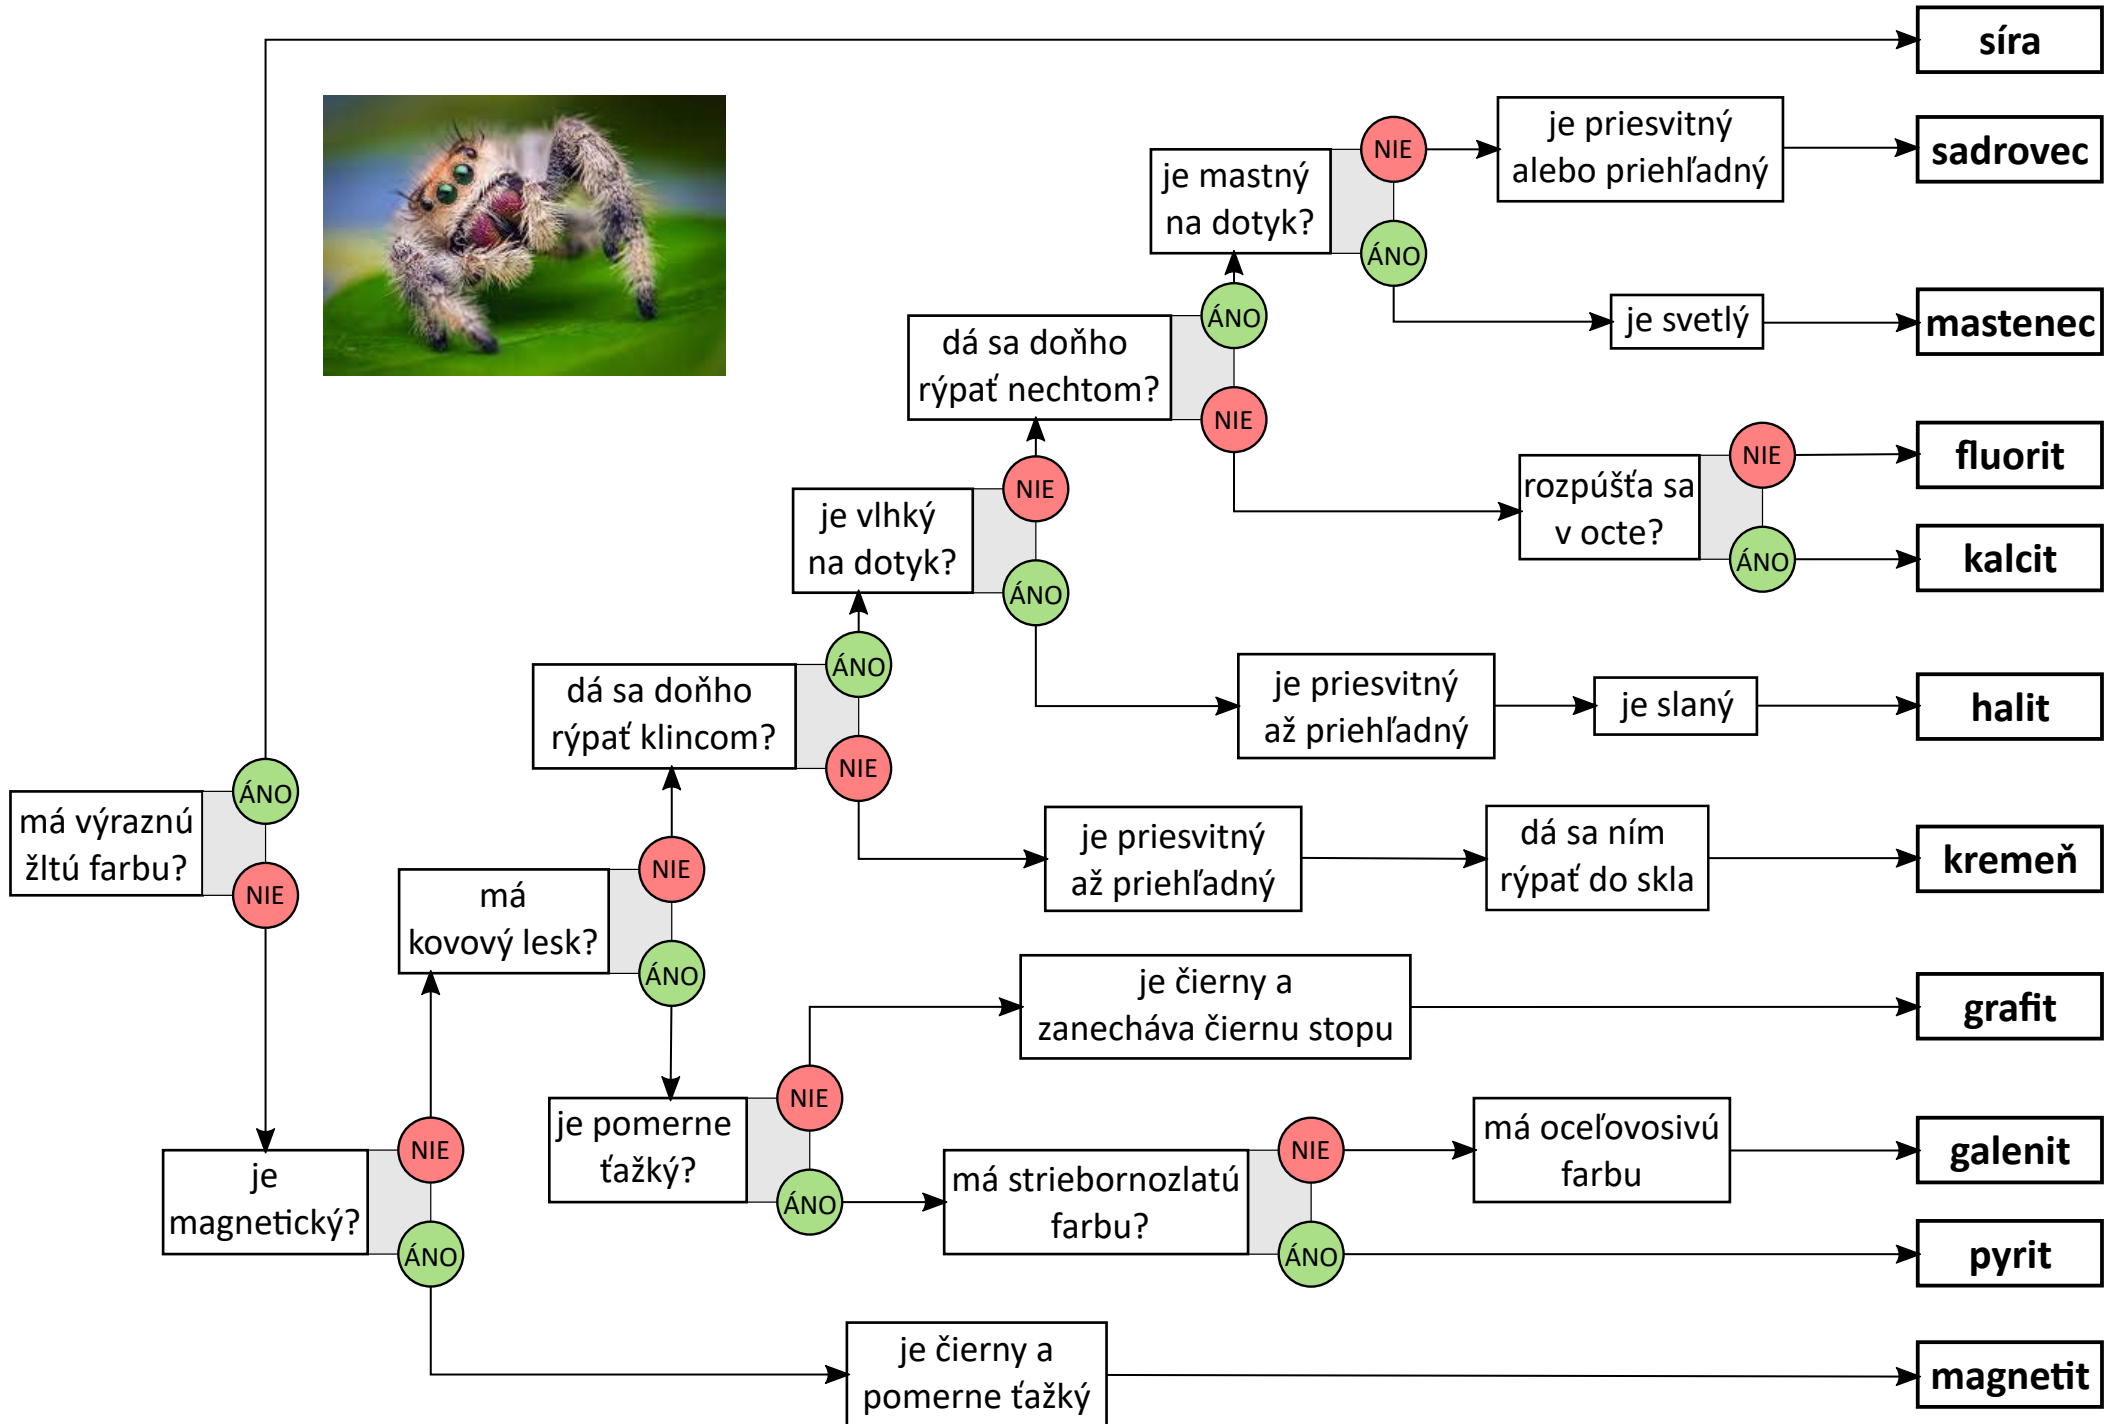 síra
je priesvitný
alebo priehľadný
NIE
sadrovec
je mastný
na dotyk?
ÁNO
je svetlý
mastenec
dá sa doňho
rýpať nechtom?
ÁNO
NIE
rozpúšťa sa
v octe?
NIE
fluorit
ÁNO
kalcit
je vlhký
na dotyk?
NIE
ÁNO
je priesvitný
až priehľadný
je slaný
halit
dá sa doňho
rýpať klincom?
ÁNO
NIE
je priesvitný
až priehľadný
dá sa ním
rýpať do skla
kremeň
má výraznú
žltú farbu?
ÁNO
NIE
má
kovový lesk?
NIE
ÁNO
je čierny a
zanecháva čiernu stopu
grafit
je pomerne
ťažký?
NIE
ÁNO
má striebornozlatú
farbu?
NIE
má oceľovosivú
farbu
galenit
ÁNO
pyrit
je
magnetický?
NIE
ÁNO
je čierny a
pomerne ťažký
magnetit